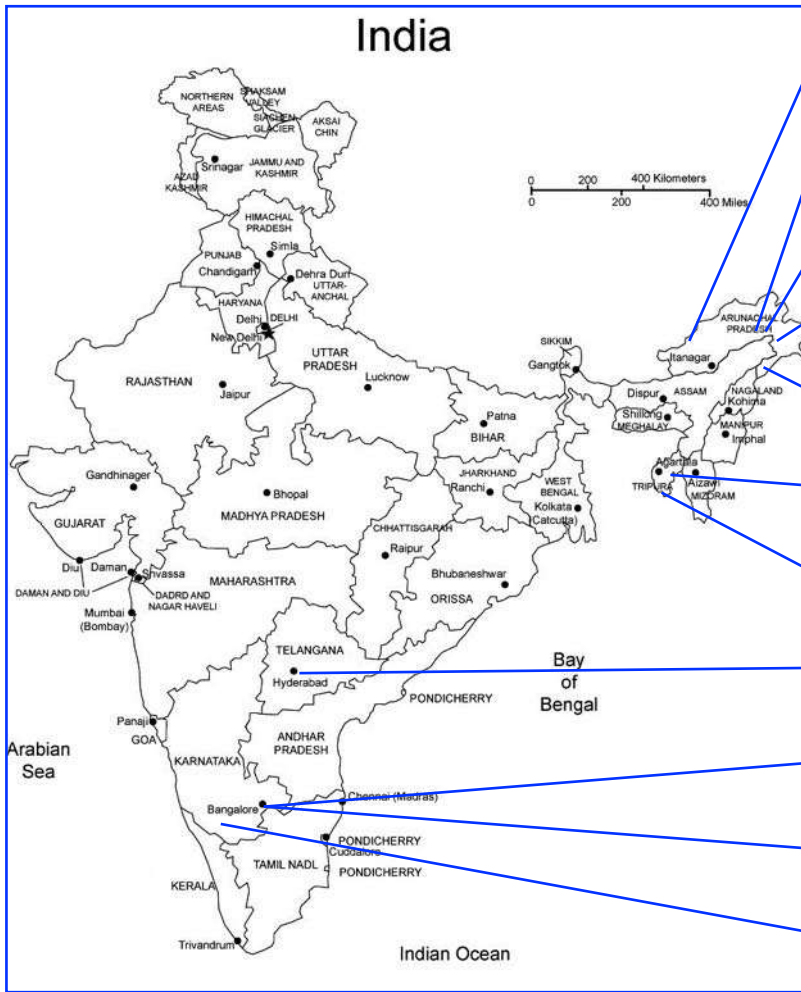 India
NORTHERN
AREAS
SHAKSAM
VALLEY
SIACHEN
GLACIER
AKSAI
CHIN
Srinagar
JAMMU AND
KASHMIR
AZAD
KASHMIR
200
400 Kilometers
0
0
200
400 Miles
HIMACHAL
PRADESH
Simla
PUNJAB
Chandigarh
Dehra Dun
UTTAR-
ANCHAL
HARYANA
Delhi
DELHI
New Delhi
ARUNACHAL
PRADESH
Itanagar
SIKKIM
Gangtok
UTTAR
PRADESH
Lucknow
RAJASTHAN
Jaipur
Dispur
ASSAM
NAGALAND
Kohima
Shillong
MEGHALAY
MANIPUR
Imphal
Patna
BIHAR
Agartala
TRIPURA
Aizawl
MIZORAM
Gandhinager
GUJARAT
Bhopal
MADHYA PRADESH
JHARKHAND
Ranchi
WEST
BENGAL
Kolkata
(Catcutta)
CHHATTISGARAH
Raipur
Diu
Daman
Shvassa
DAMAN AND DIU
DADRD AND
NAGAR HAVELI
MAHARASHTRA
Bhubaneshwar
ORISSA
Mumbai
(Bombay)
TELANGANA
Hyderabad
Bay
of
Bengal
PONDICHERRY
Panaji
GOA
ANDHAR
PRADESH
Arabian
Sea
KARNATAKA
Bangalore
Chennai (Madras)
PONDICHERRY
Cuddalore
TAMIL NADL
PONDICHERRY
KERALA
Trivandrum
Indian Ocean